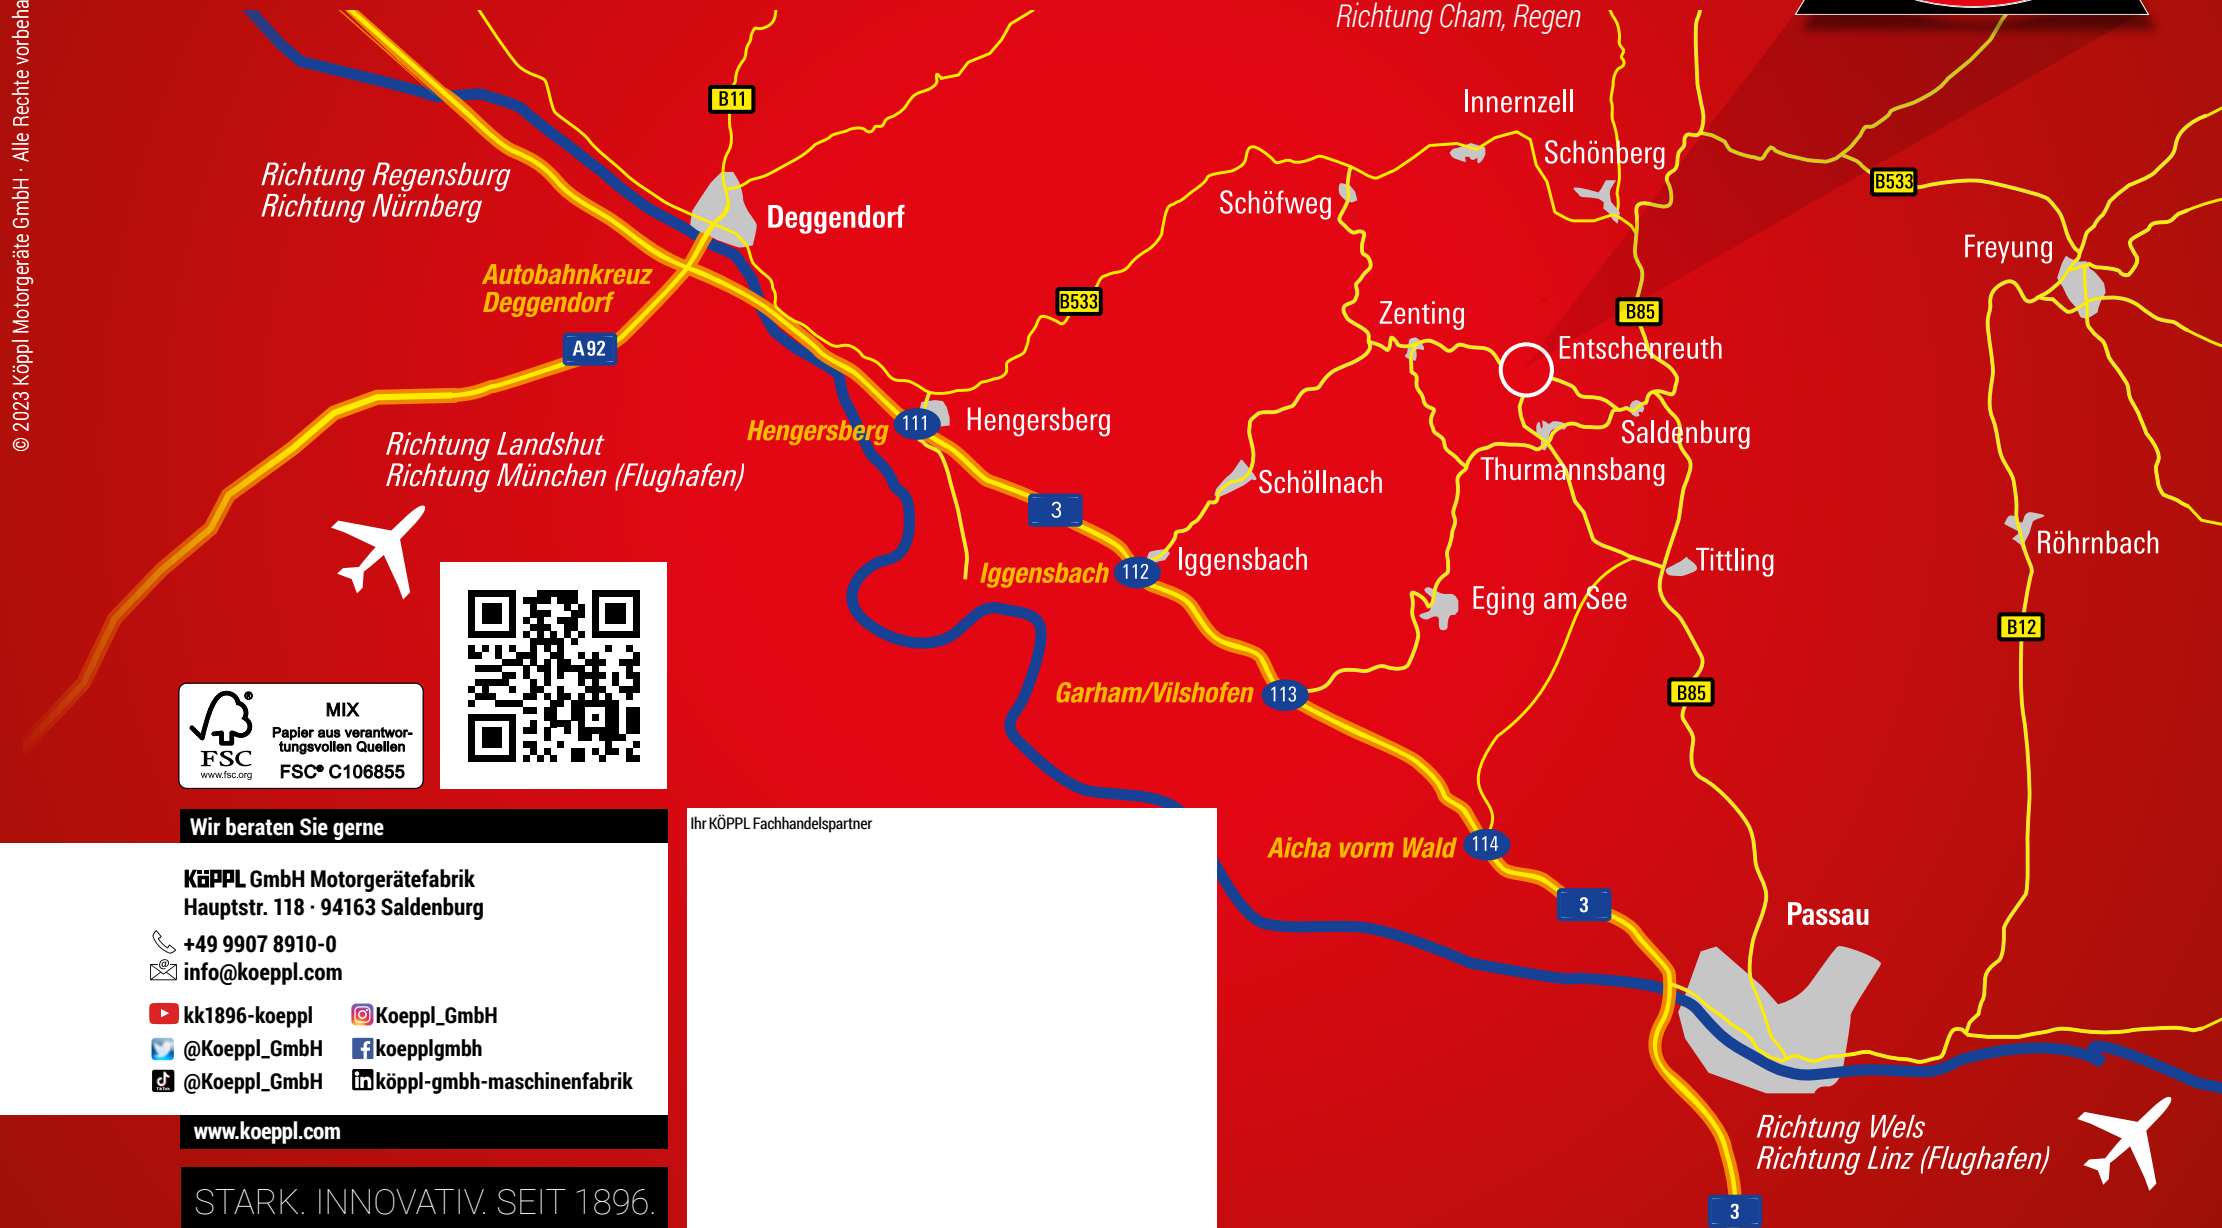 © 2023 Köppl Motorgeräte GmbH · Alle Rechte vorbeha
Richtung Cham, Regen
B11
Innernzell
Schönberg
Richtung Regensburg
Richtung Nürnberg
B533
Schöfweg
Deggendorf
Freyung
Autobahnkreuz
Deggendorf
B533
Zenting
B85
A92
Entschenreuth
Hengersberg
111
Hengersberg
Saldenburg
Richtung Landshut
Richtung München (Flughafen)
Thurmannsbang
Schöllnach
3
Röhrnbach
Iggensbach
112
Iggensbach
Tittling
Eging am See
B12
Garham/Vilshofen
113
B85
MIX
Papier aus verantwor-
tungsvollen Quellen
FSC® C106855
®
FSC
www.fsc.org
Wir beraten Sie gerne
Ihr KÖPPL Fachhandelspartner
Aicha vorm Wald
114
3
Passau
KöPPL GmbH Motorgerätefabrik
Hauptstr. 118 · 94163 Saldenburg
+49 9907 8910-0
info@koeppl.com
kk1896-koeppl
Koeppl_GmbH
@Koeppl_GmbH
koepplgmbh
TikTok
@Koeppl_GmbH
köppl-gmbh-maschinenfabrik
www.koeppl.com
Richtung Wels
Richtung Linz (Flughafen)
STARK. INNOVATIV. SEIT 1896.
3